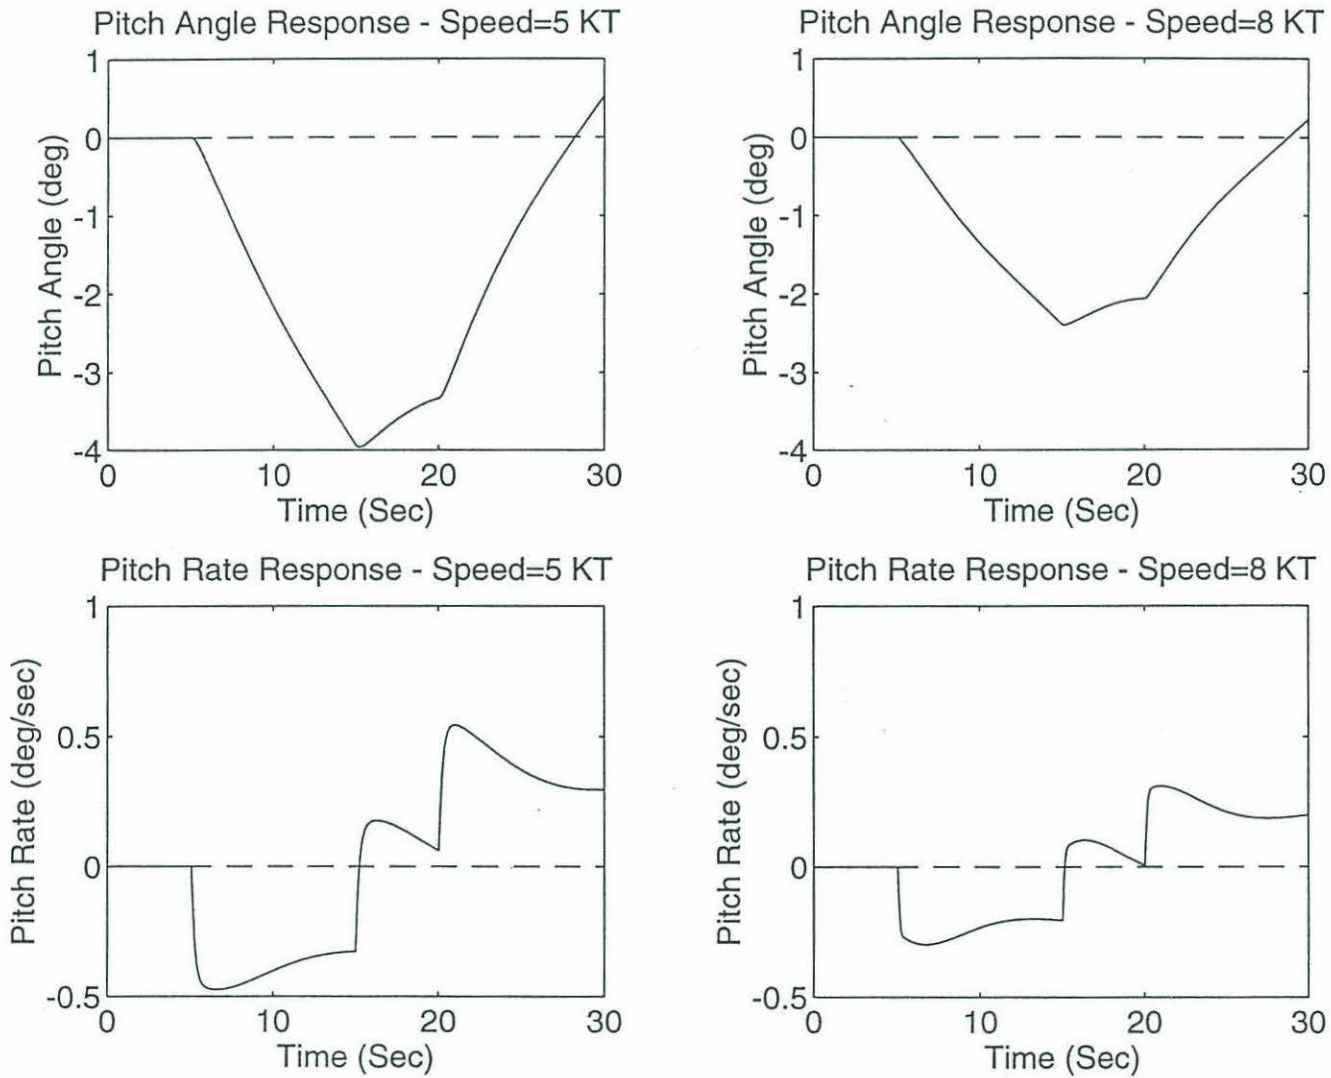 Pitch Angle Response - Speed=5 KT
1
0
-1
-2
-3
-4
Pitch Angle (deg)
0 10 20 30
Time (Sec)
Pitch Angle Response - Speed=8 KT
1
0
-1
-2
-3
-4
Pitch Angle (deg)
0 10 20 30
Time (Sec)
Pitch Rate Response - Speed=5 KT
1
0.5
0
-0.5
Pitch Rate (deg/sec)
0 10 20 30
Time (Sec)
Pitch Rate Response - Speed=8 KT
1
0.5
0
-0.5
Pitch Rate (deg/sec)
0 10 20 30
Time (Sec)